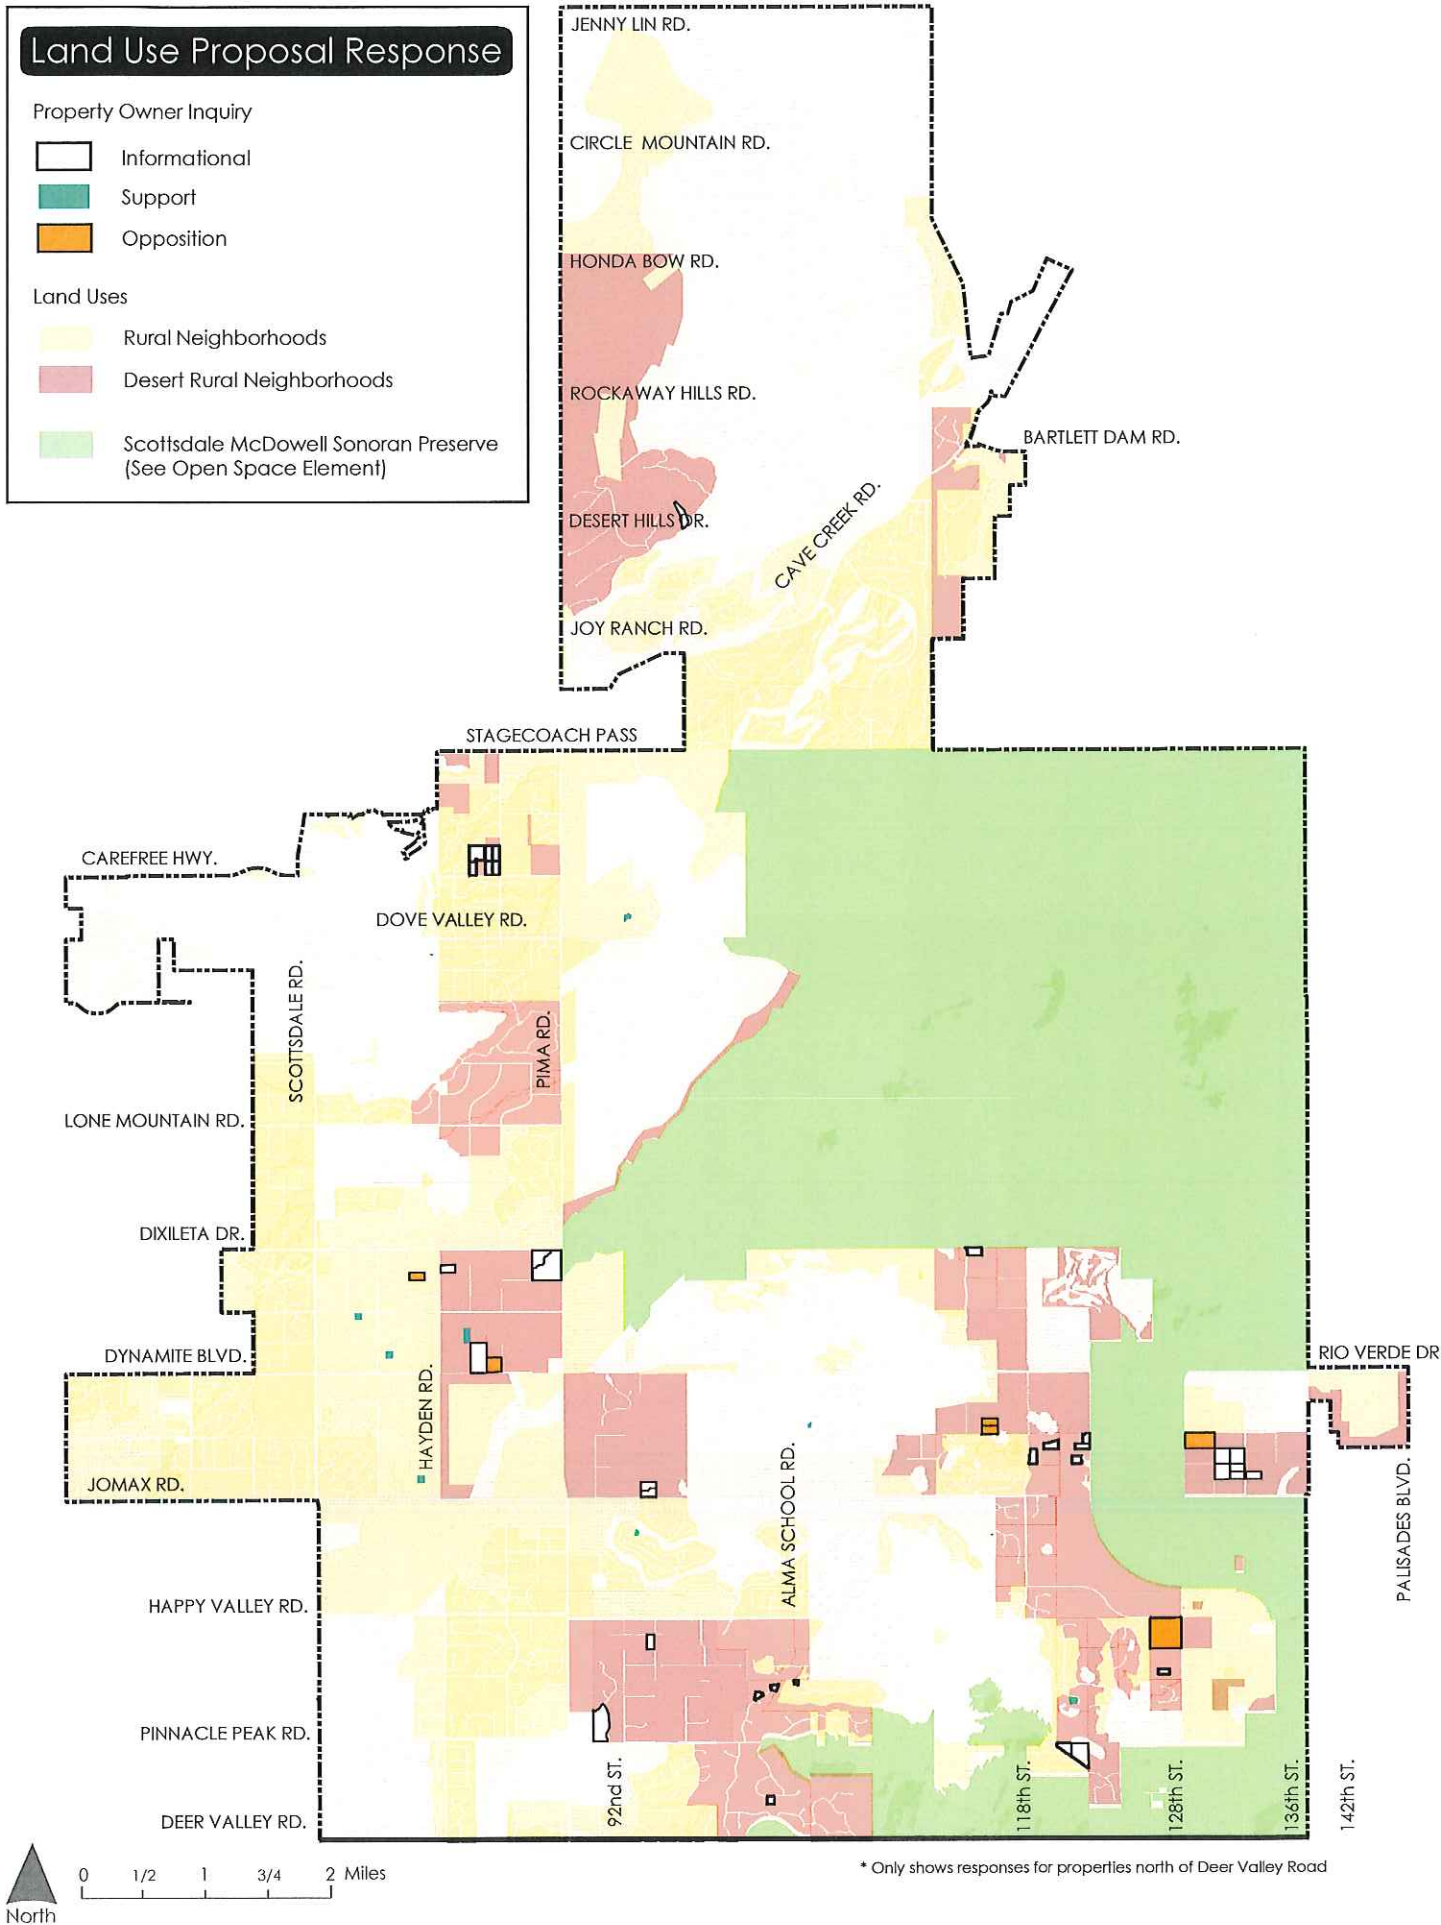 Land Use Proposal Response
Property Owner Inquiry
Informational
Support
Opposition
Land Uses
Rural Neighborhoods
Desert Rural Neighborhoods
Scottsdale McDowell Sonoran Preserve
(See Open Space Element)
JENNY LIN RD.
CIRCLE MOUNTAIN RD.
HONDA BOW RD.
ROCKAWAY HILLS RD.
BARTLETT DAM RD.
CAVE CREEK RD.
DESERT HILLS DR.
JOY RANCH RD.
STAGECOACH PASS
CAREFREE HWY.
DOVE VALLEY RD.
SCOTTSDALE RD.
PIMA RD.
LONE MOUNTAIN RD.
DIXILETA DR.
DYNAMITE BLVD.
RIO VERDE DR
HAYDEN RD.
JOMAX RD.
ALMA SCHOOL RD.
PALISADES BLVD.
HAPPY VALLEY RD.
PINNACLE PEAK RD.
92nd ST.
118th ST.
128th ST.
136th ST.
142th ST.
DEER VALLEY RD.
0 1/2 1 3/4 2 Miles
North
* Only shows responses for properties north of Deer Valley Road